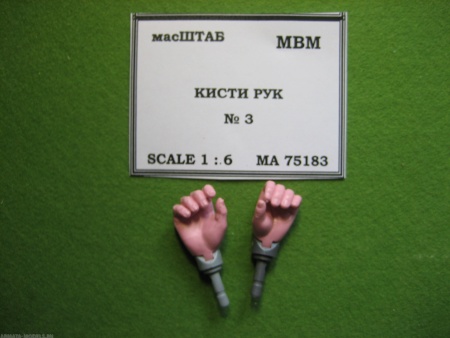 масШТАБ MBM
КИСТИ РУК
№ 3
SCALE 1 : 6 MA 75183